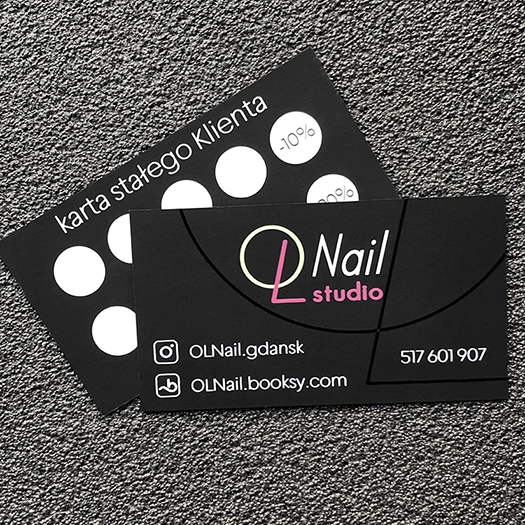 karta stałego Klienta
-10%
OL Nail
studio
OLNail.gdansk
517 601 907
OLNail.booksy.com